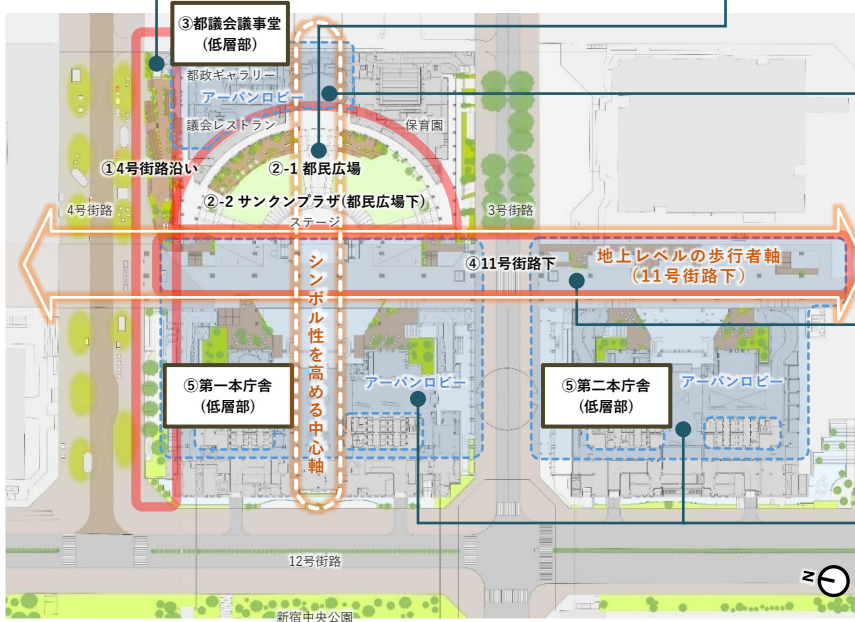 ③都議会議事堂
(低層部)
都政ギャラリー
アーバンロビー
議会レストラン
保育園
①4号街路沿い
②-1 都民広場
4号街路
②-2 サンクンプラザ(都民広場下)
3号街路
ステージ
④11号街路下
地上レベルの歩行者軸
(11号街路下)
シンボル性を高める中心軸
⑤第一本庁舎
(低層部)
アーバンロビー
⑤第二本庁舎
(低層部)
アーバンロビー
12号街路
N
新宿中央公園